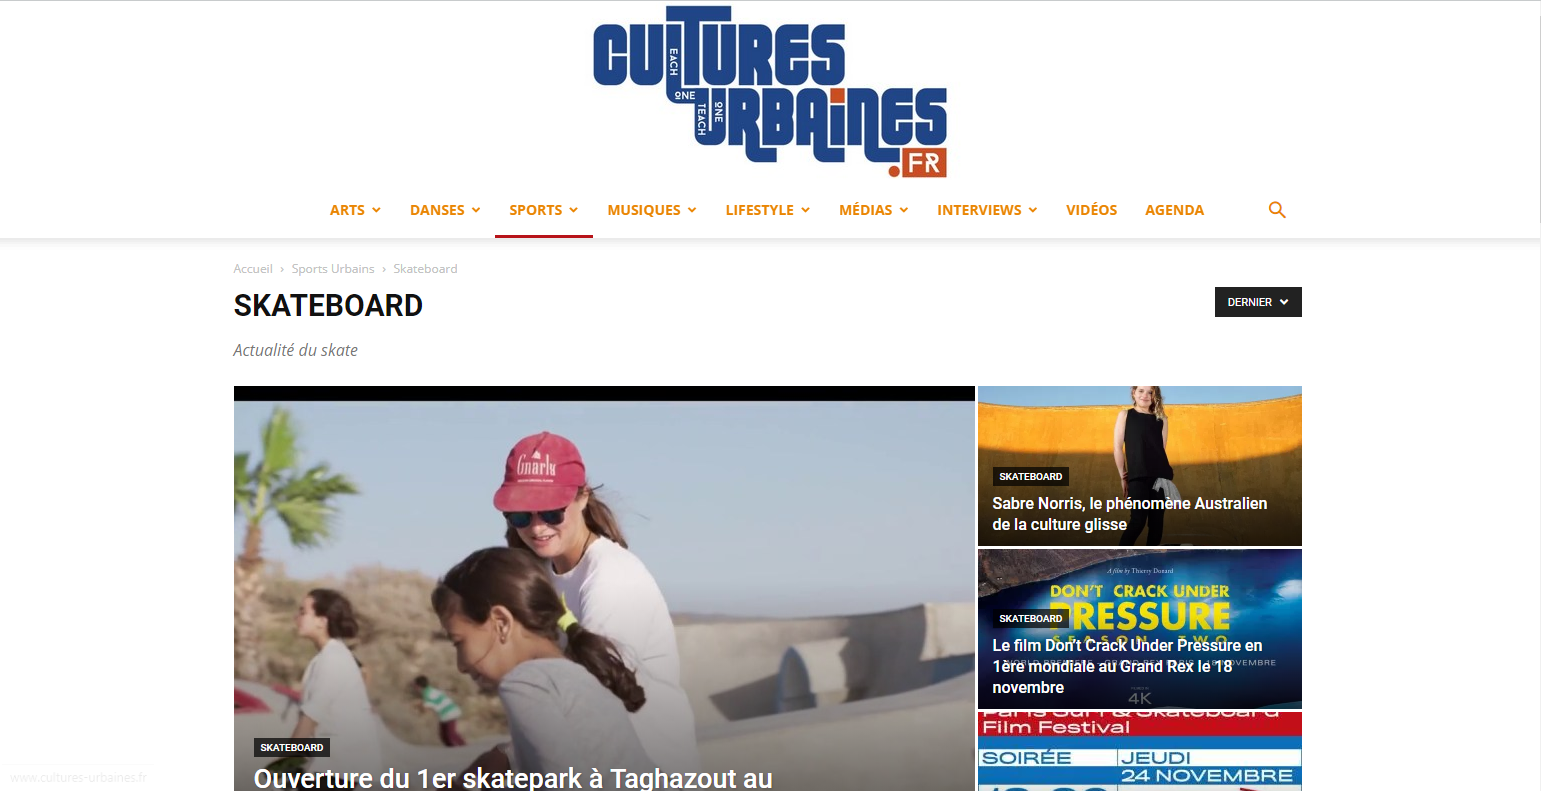 CULTURES
EACH
ONE
TEACH
ONE
URBAINES
.FR
ARTS
DANSES
SPORTS
MUSIQUES
LIFESTYLE
MÉDIAS
INTERVIEWS
VIDÉOS
AGENDA
Accueil › Sports Urbains › Skateboard
SKATEBOARD
DERNIER
Actualité du skate
Gnarly
SKATEBOARD
Ouverture du 1er skatepark à Taghazout au
SKATEBOARD
Sabre Norris, le phénomène Australien
de la culture glisse
A film by Thierry Donard
DON'T CRACK UNDER
PRESSURE
SEASON TWO
SKATEBOARD
Le film Don't Crack Under Pressure en
1ère mondiale au Grand Rex le 18
novembre
4K
Paris Surf & Skateboard
Film Festival
SOIRÉE
JEUDI
24 NOVEMBRE
www.cultures-urbaines.fr